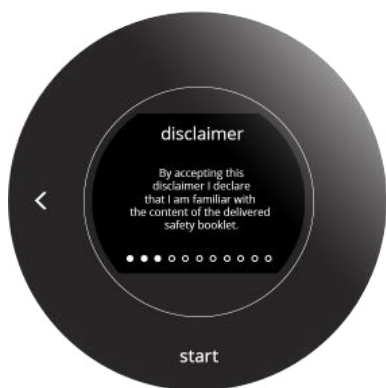 disclaimer
By accepting this
disclaimer I declare
that I am familiar with
the content of the delivered
safety booklet.
start